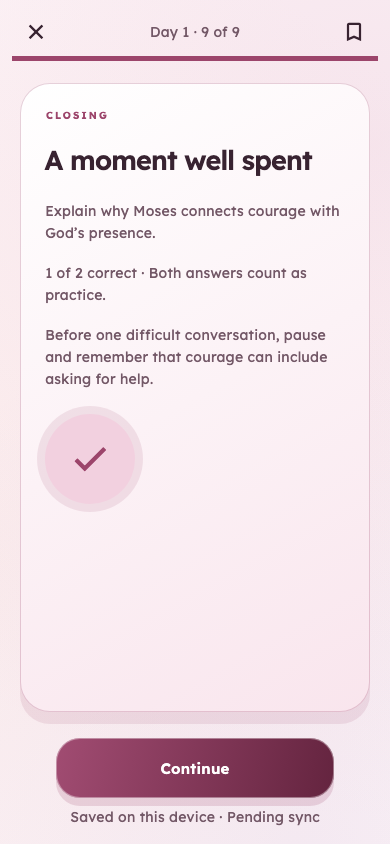 Day 1 · 9 of 9
CLOSING
A moment well spent
Explain why Moses connects courage with
God’s presence.
1 of 2 correct · Both answers count as
practice.
Before one difficult conversation, pause
and remember that courage can include
asking for help.
Continue
Saved on this device · Pending sync